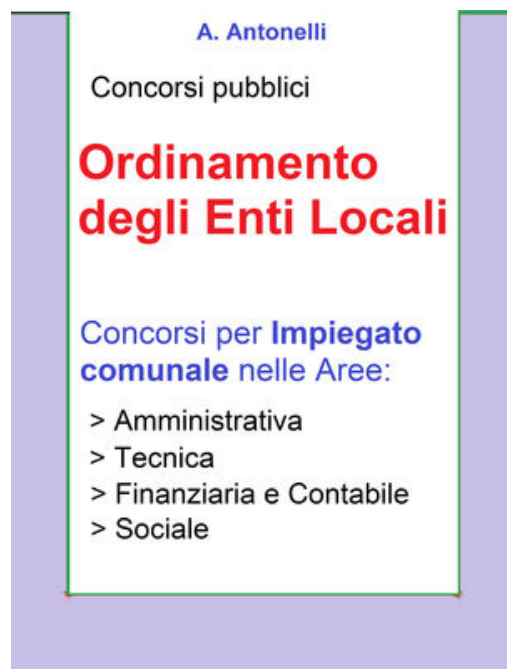 A. Antonelli
Concorsi pubblici
Ordinamento
degli Enti Locali
Concorsi per Impiegato
comunale nelle Aree:
> Amministrativa
> Tecnica
> Finanziaria e Contabile
> Sociale